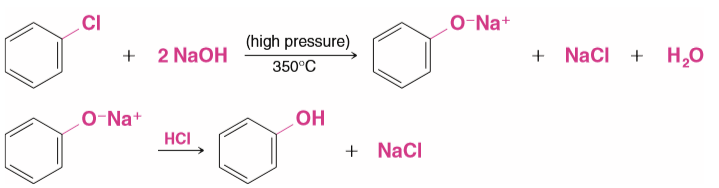 Cl
+ 2 NaOH (high pressure) 350°C O⁻Na⁺ + NaCl + H₂O
O⁻Na⁺ HCl OH + NaCl